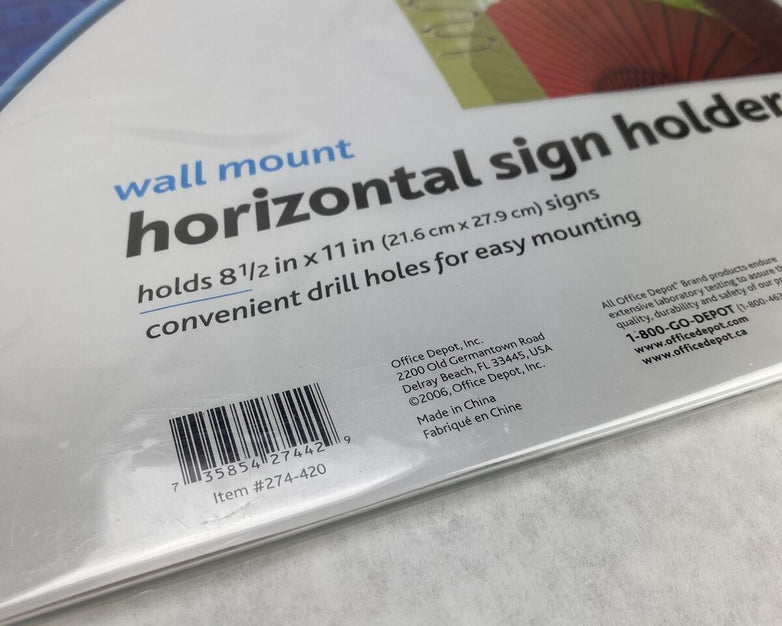 wall mount
horizontal sign holder
holds 8 1/2 in x 11 in (21.6 cm x 27.9 cm) signs
convenient drill holes for easy mounting
All Office Depot® Brand products endure
extensive laboratory testing to assure
quality, durability and safety of our
1-800-GO-DEPOT (1-800-463
www.officedepot.com
www.officedepot.ca
Office Depot, Inc.
2200 Old Germantown Road
Delray Beach, FL 33445, USA
©2006, Office Depot, Inc.
Made in China
Fabriqué en Chine
7 35854 27442 9
Item #274-420